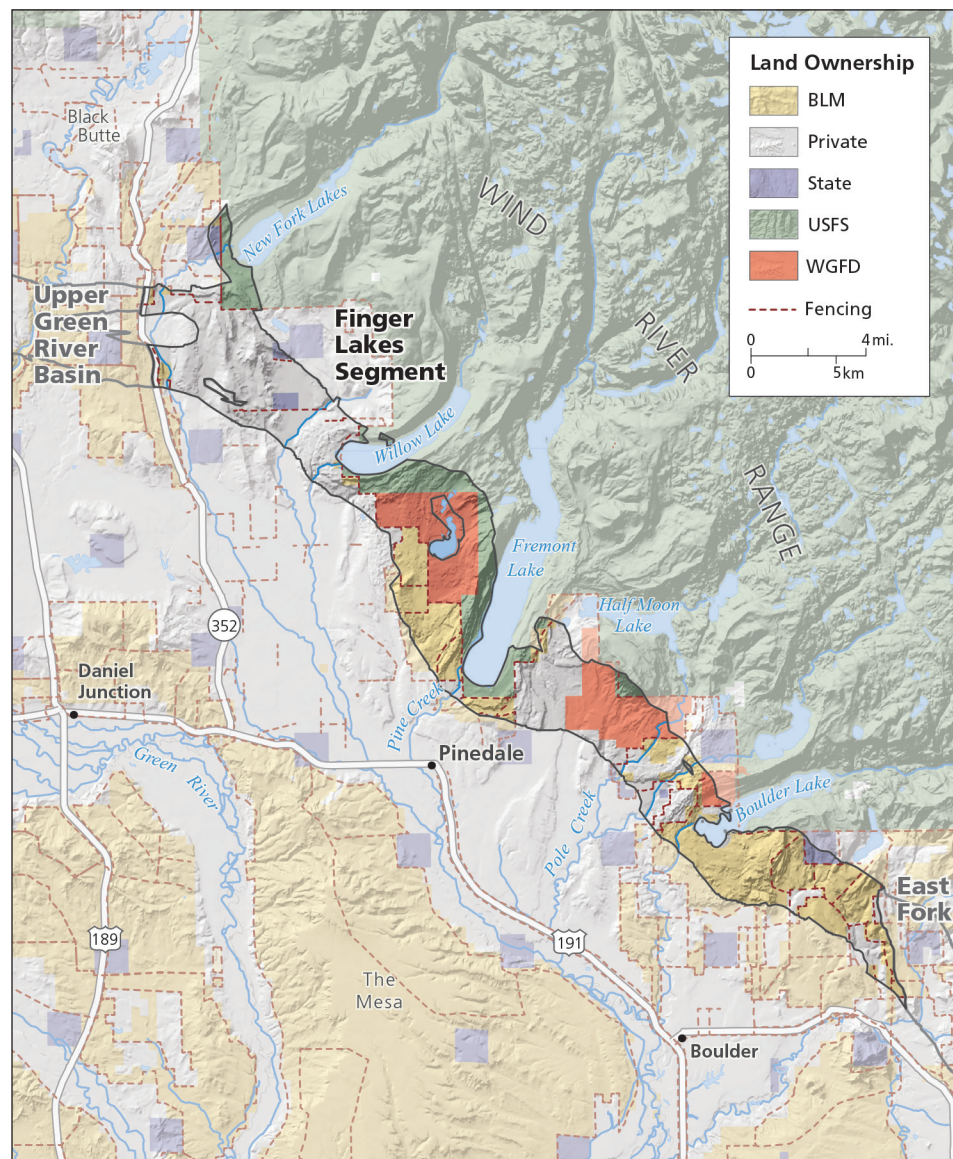 Land Ownership
BLM
Private
State
USFS
WGFD
Fencing
0 4 mi.
0 5 km
Black
Butte
New Fork Lakes
WIND
RIVER
RANGE
Upper
Green
River
Basin
Finger
Lakes
Segment
Willow Lake
Fremont
Lake
Half Moon
Lake
352
Daniel
Junction
Pine Creek
Pinedale
Green River
Pole Creek
Boulder Lake
East
Fork
189
191
The
Mesa
Boulder